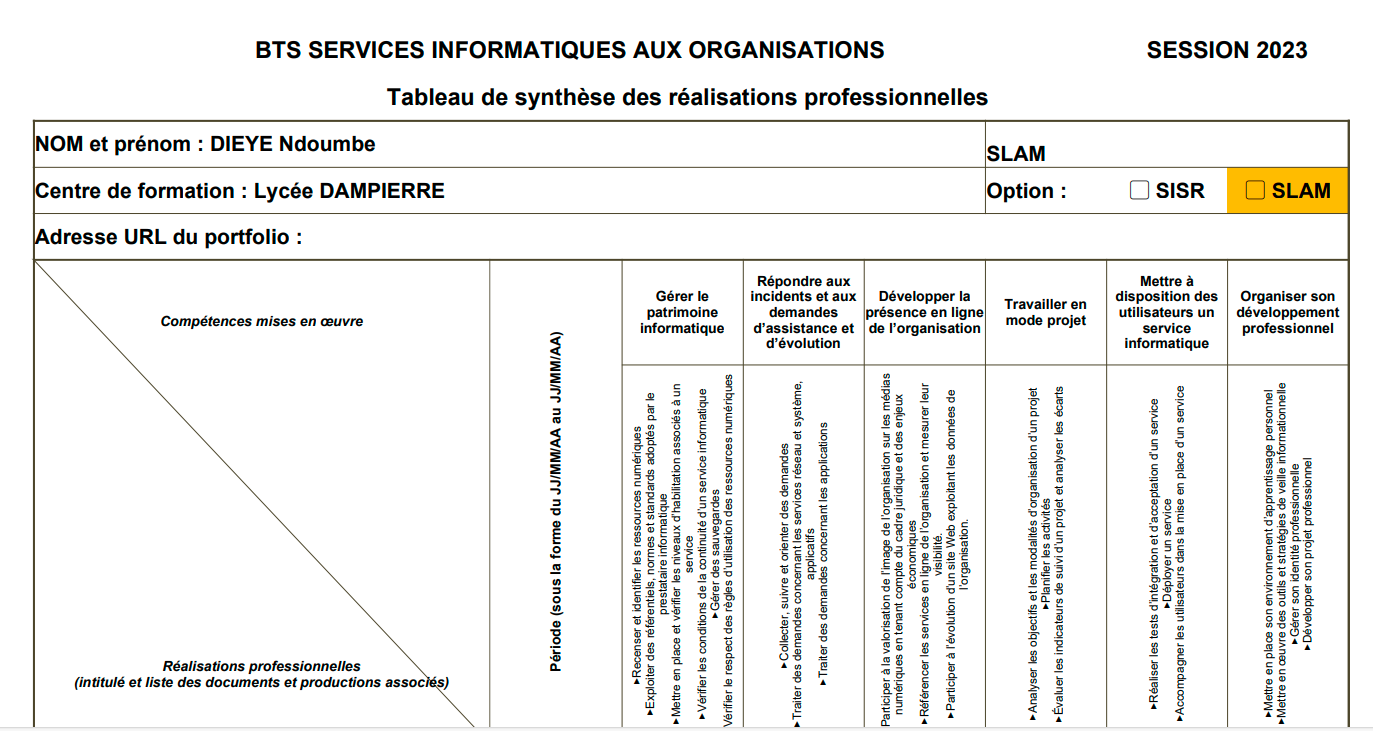 BTS SERVICES INFORMATIQUES AUX ORGANISATIONS
SESSION 2023
Tableau de synthèse des réalisations professionnelles
NOM et prénom : DIEYE Ndoumbe
SLAM
Centre de formation : Lycée DAMPIERRE
Option :
SISR
SLAM
Adresse URL du portfolio :
Compétences mises en œuvre
Réalisations professionnelles
(intitulé et liste des documents et productions associés)
Période (sous la forme du JJ/MM/AA au JJ/MM/AA)
Gérer le
patrimoine
informatique
Répondre aux
incidents et aux
demandes
d’assistance et
d’évolution
Développer la
présence en ligne
de l’organisation
Travailler en
mode projet
Mettre à
disposition des
utilisateurs un
service
informatique
Organiser son
développement
professionnel
►Recenser et identifier les ressources numériques
►Exploiter des référentiels, normes et standards adoptés par le
prestataire informatique
►Mettre en place et vérifier les niveaux d’habilitation associés à un
service
►Vérifier les conditions de la continuité d’un service informatique
►Gérer des sauvegardes
Vérifier le respect des règles d’utilisation des ressources numériques
►Collecter, suivre et orienter des demandes
►Traiter des demandes concernant les services réseau et système,
applicatifs
►Traiter des demandes concernant les applications
Participer à la valorisation de l’image de l’organisation sur les médias
numériques en tenant compte du cadre juridique et des enjeux
économiques
►Référencer les services en ligne de l’organisation et mesurer leur
visibilité.
►Participer à l’évolution d’un site Web exploitant les données de
l’organisation.
►Analyser les objectifs et les modalités d’organisation d’un projet
►Planifier les activités
►Évaluer les indicateurs de suivi d’un projet et analyser les écarts
►Réaliser les tests d’intégration et d’acceptation d’un service
►Déployer un service
►Accompagner les utilisateurs dans la mise en place d’un service
►Mettre en place son environnement d’apprentissage personnel
►Mettre en œuvre des outils et stratégies de veille informationnelle
►Gérer son identité professionnelle
►Développer son projet professionnel